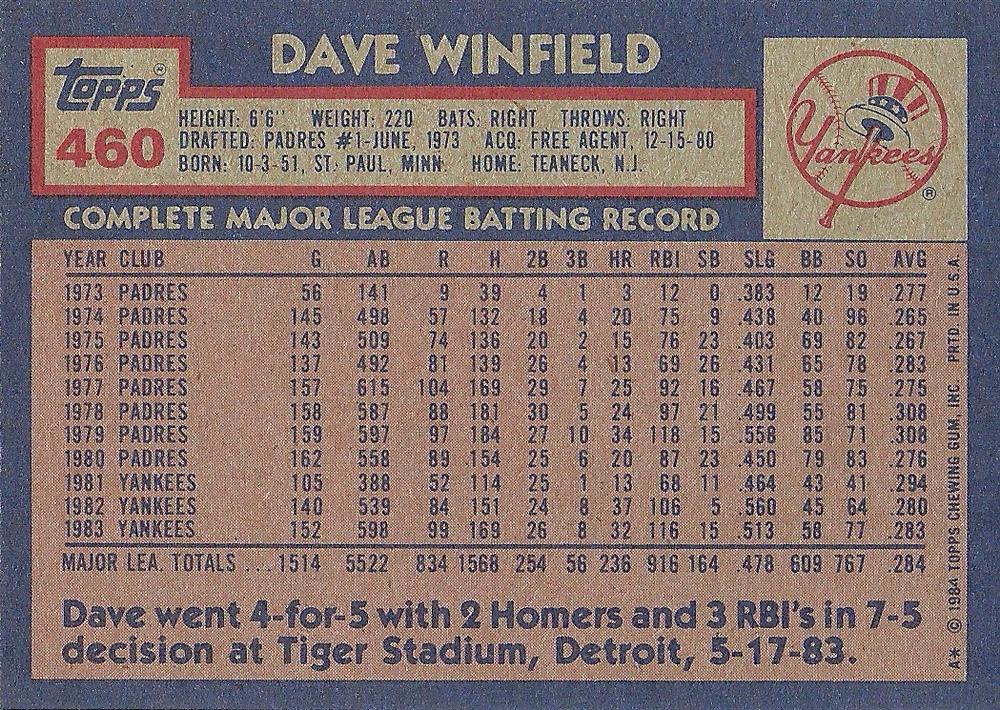 DAVE WINFIELD
topps®
460
HEIGHT: 6'6" WEIGHT: 220 BATS: RIGHT THROWS: RIGHT
DRAFTED: PADRES #1-JUNE, 1973 ACQ: FREE AGENT, 12-15-80
BORN: 10-3-51, ST. PAUL, MINN. HOME: TEANECK, N.J.
Yankees
®
COMPLETE MAJOR LEAGUE BATTING RECORD
YEAR CLUB G AB R H 2B 3B HR RBI SB SLG BB SO AVG
1973 PADRES 56 141 9 39 4 1 3 12 0 .383 12 19 .277
1974 PADRES 145 498 57 132 18 4 20 75 9 .438 40 96 .265
1975 PADRES 143 509 74 136 20 2 15 76 23 .403 69 82 .267
1976 PADRES 137 492 81 139 26 4 13 69 26 .431 65 78 .283
1977 PADRES 157 615 104 169 29 7 25 92 16 .467 58 75 .275
1978 PADRES 158 587 88 181 30 5 24 97 21 .499 55 81 .308
1979 PADRES 159 597 97 184 27 10 34 118 15 .558 85 71 .308
1980 PADRES 162 558 89 154 25 6 20 87 23 .450 79 83 .276
1981 YANKEES 105 388 52 114 25 1 13 68 11 .464 43 41 .294
1982 YANKEES 140 539 84 151 24 8 37 106 5 .560 45 64 .280
1983 YANKEES 152 598 99 169 26 8 32 116 15 .513 58 77 .283
MAJOR LEA. TOTALS ... 1514 5522 834 1568 254 56 236 916 164 .478 609 767 .284
Dave went 4-for-5 with 2 Homers and 3 RBI's in 7-5
decision at Tiger Stadium, Detroit, 5-17-83.
A* © 1984 TOPPS CHEWING GUM, INC. PRTD. IN U.S.A.